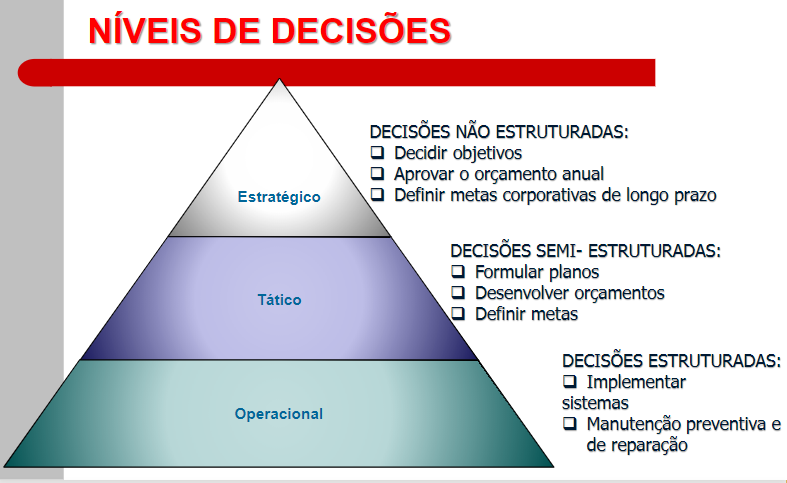 NÍVEIS DE DECISÕES
DECISÕES NÃO ESTRUTURADAS:
❑ Decidir objetivos
❑ Aprovar o orçamento anual
❑ Definir metas corporativas de longo prazo
Estratégico
DECISÕES SEMI- ESTRUTURADAS:
❑ Formular planos
❑ Desenvolver orçamentos
❑ Definir metas
Tático
DECISÕES ESTRUTURADAS:
❑ Implementar
sistemas
❑ Manutenção preventiva e
de reparação
Operacional